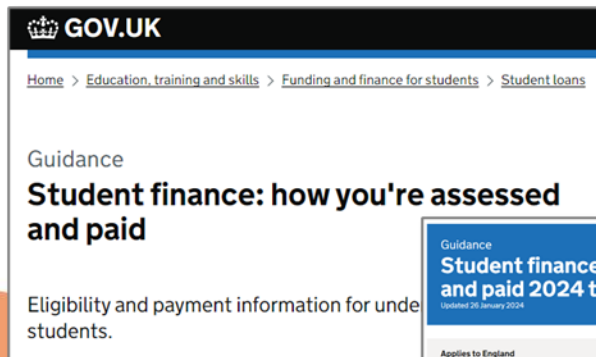 GOV.UK
Home > Education, training and skills > Funding and finance for students > Student loans
Guidance
Student finance: how you're assessed
and paid
Eligibility and payment information for unde
students.
Guidance
Student finance
and paid 2024 t
Updated 26 January 2024
Applies to England